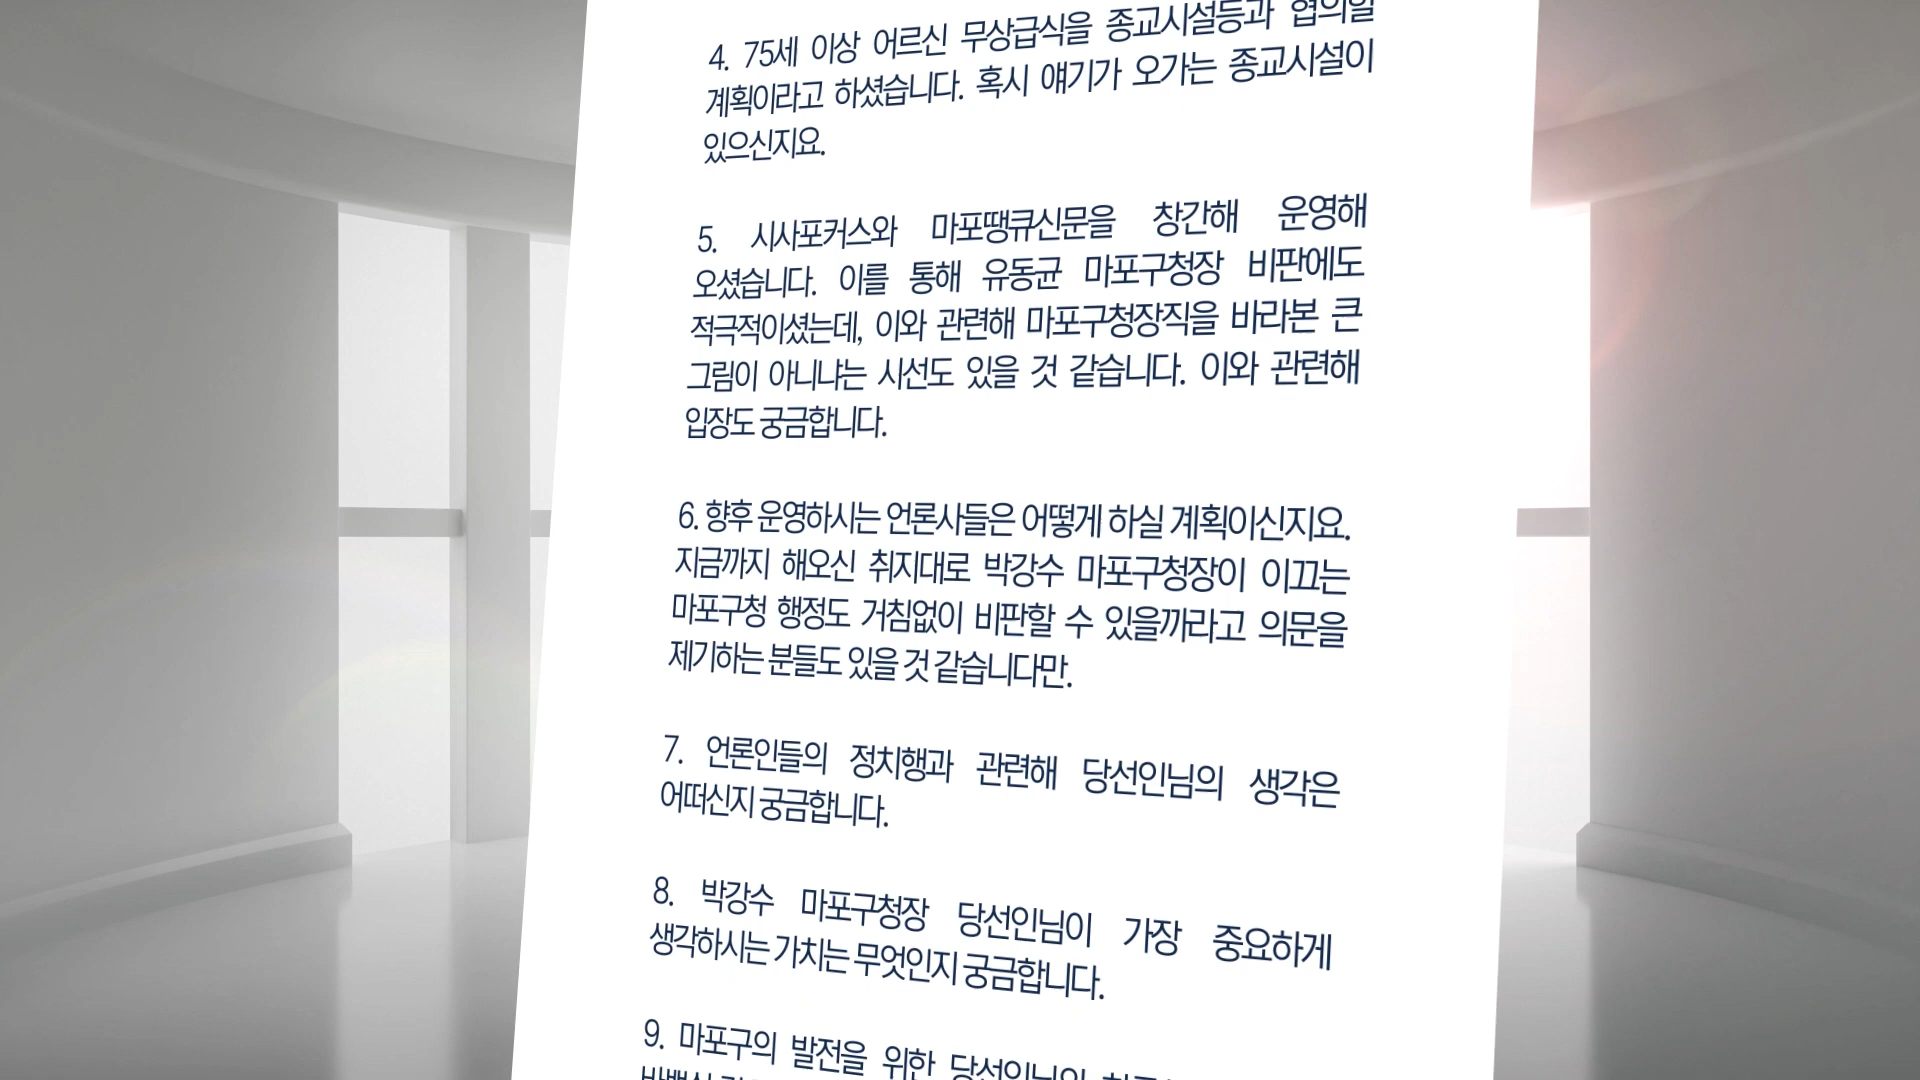 4. 75세 이상 어르신 무상급식을 종교시설등과 협의할
계획이라고 하셨습니다. 혹시 얘기가 오가는 종교시설이
있으신지요.
5. 시사포커스와 마포땡큐신문을 창간해 운영해
오셨습니다. 이를 통해 유동균 마포구청장 비판에도
적극적이셨는데, 이와 관련해 마포구청장직을 바라본 큰
그림이 아니냐는 시선도 있을 것 같습니다. 이와 관련해
입장도 궁금합니다.
6. 향후 운영하시는 언론사들은 어떻게 하실 계획이신지요.
지금까지 해오신 취지대로 박강수 마포구청장이 이끄는
마포구청 행정도 거침없이 비판할 수 있을까라고 의문을
제기하는 분들도 있을 것 같습니다만.
7. 언론인들의 정치행과 관련해 당선인님의 생각은
어떠신지 궁금합니다.
8. 박강수 마포구청장 당선인님이 가장 중요하게
생각하시는 가치는 무엇인지 궁금합니다.
9. 마포구의 발전을 위한 당선인님의